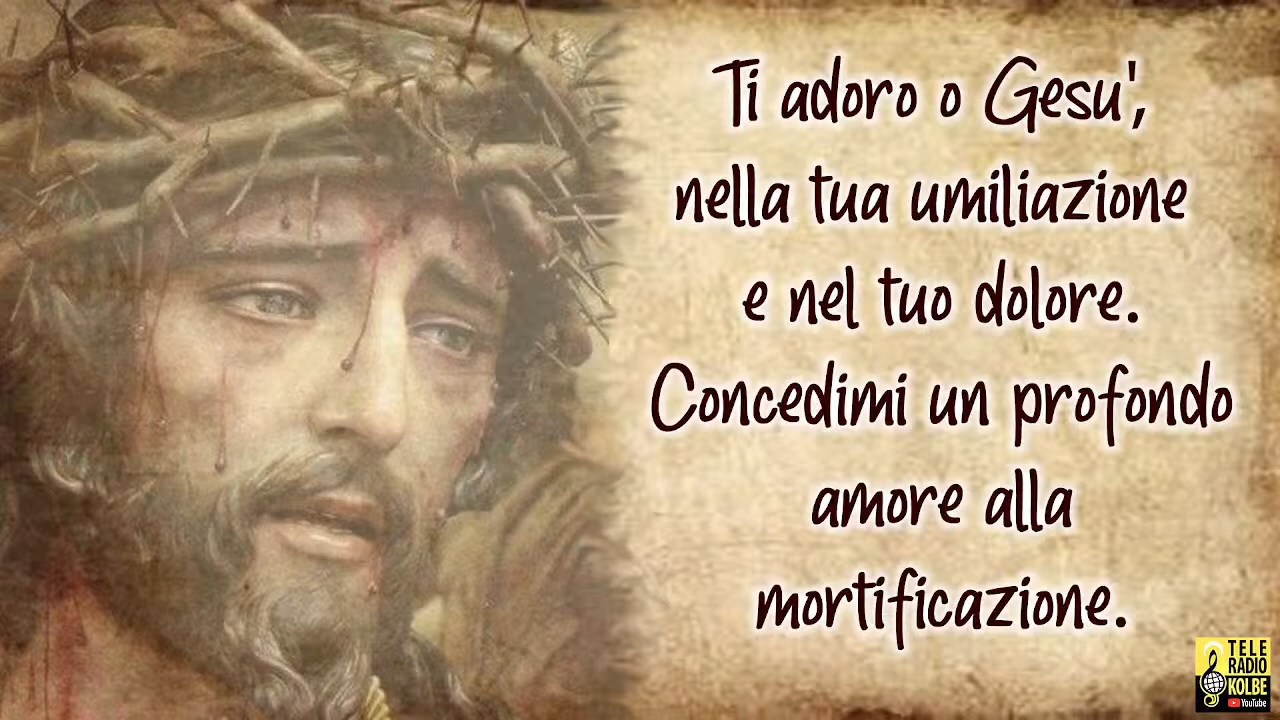 Ti adoro o Gesu',
nella tua umiliazione
e nel tuo dolore.
Concedimi un profondo
amore alla
mortificazione.
TELE
RADIO
KOLBE
YouTube